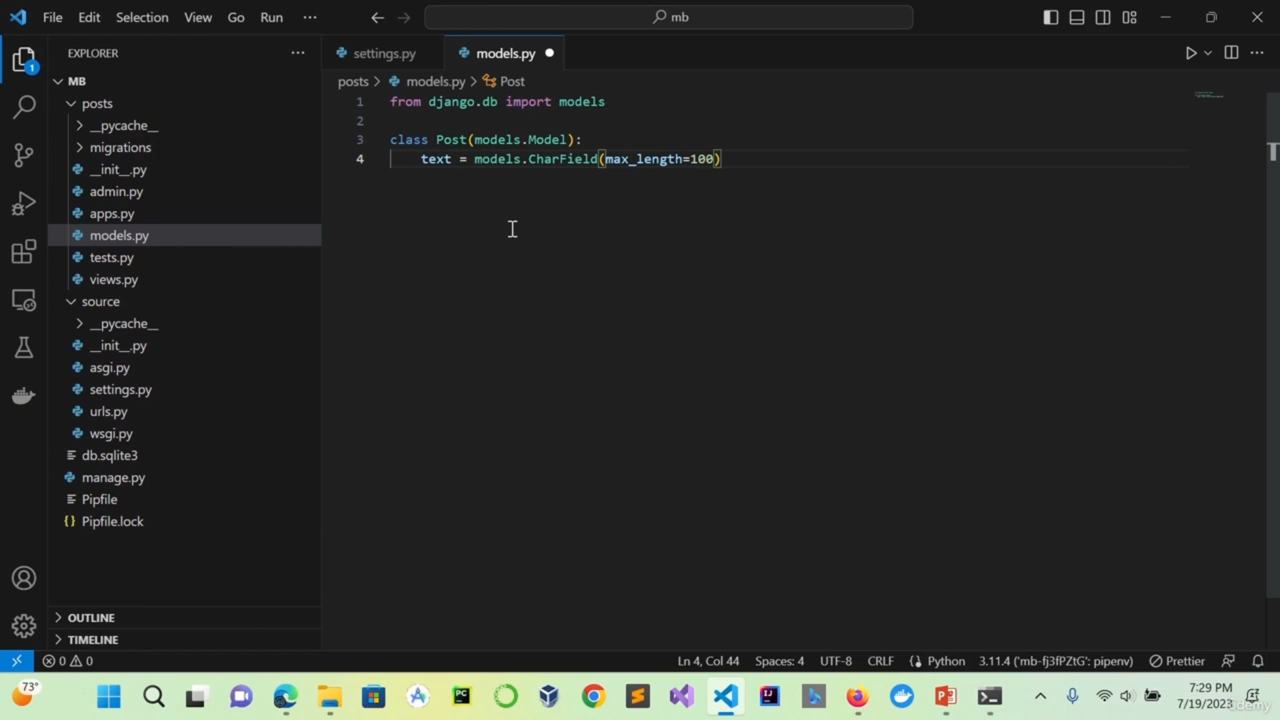 File Edit Selection View Go Run ··· mb
EXPLORER ···
settings.py models.py
MB
posts > models.py > Post
posts
__pycache__
migrations
__init__.py
admin.py
apps.py
models.py
tests.py
views.py
source
__pycache__
__init__.py
asgi.py
settings.py
urls.py
wsgi.py
db.sqlite3
manage.py
Pipfile
{} Pipfile.lock
OUTLINE
TIMELINE
1 from django.db import models
2
3 class Post(models.Model):
4 text = models.CharField(max_length=100)
1
0 0 Ln 4, Col 44 Spaces: 4 UTF-8 CRLF {} Python 3.11.4 ('mb-fj3fPZtG': pipenv) Prettier
73°
PC
7:29 PM
7/19/2023
udemy